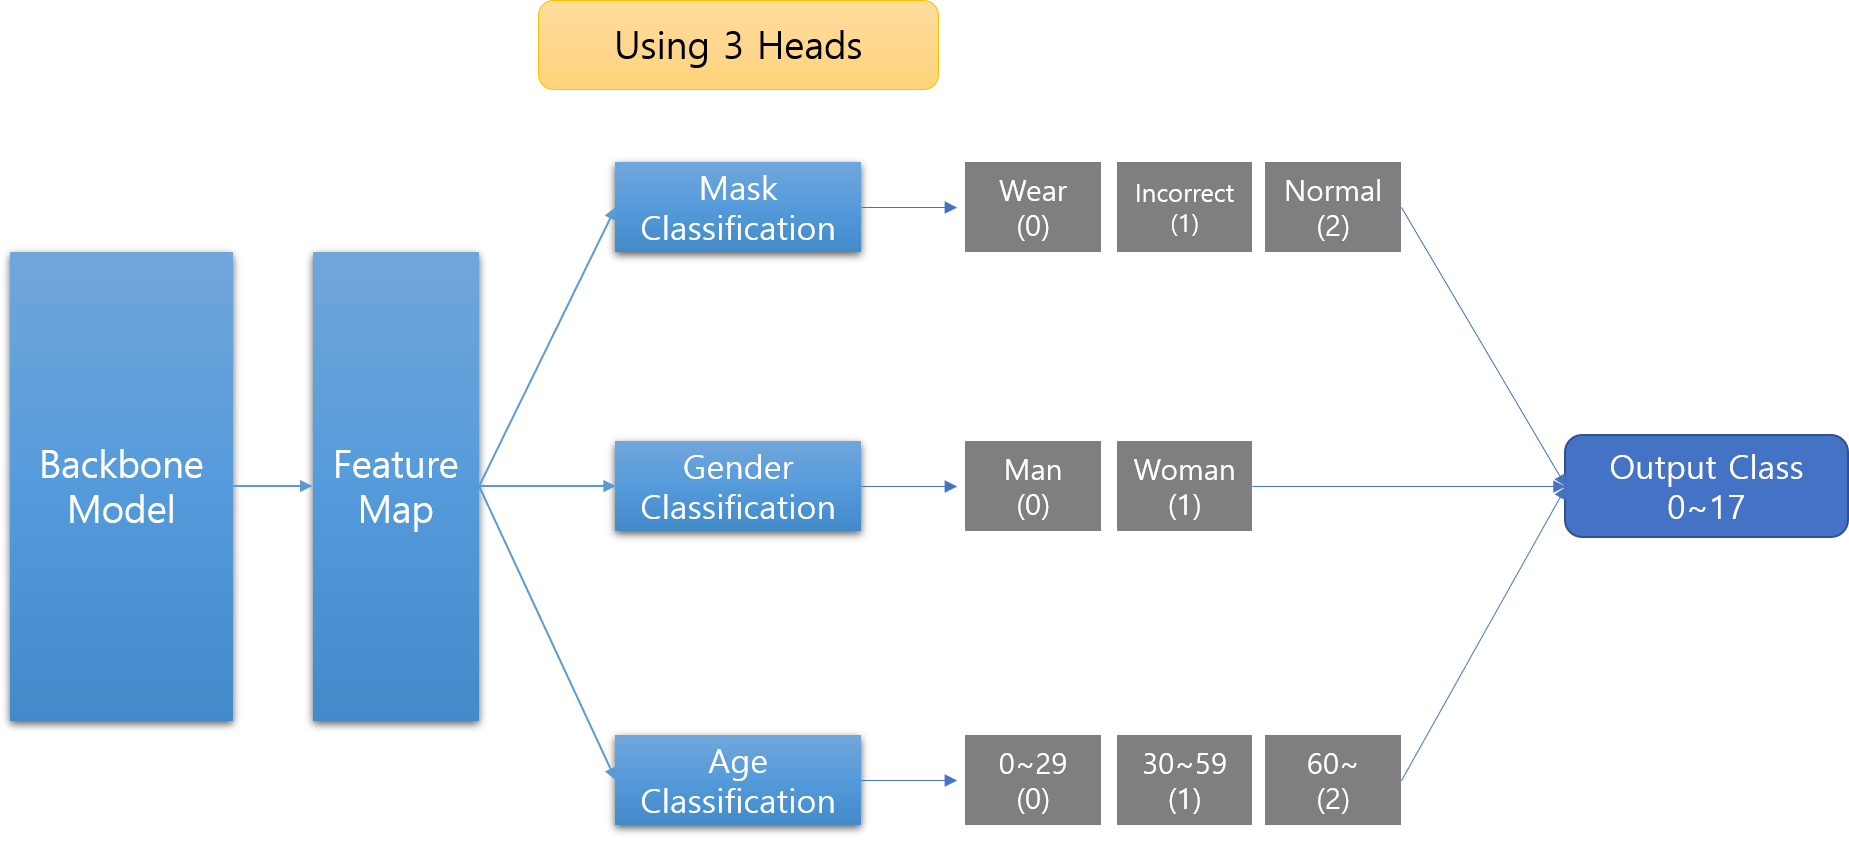 Using 3 Heads
Backbone
Model
Feature
Map
Mask
Classification
Wear
(0)
Incorrect
(1)
Normal
(2)
Gender
Classification
Man
(0)
Woman
(1)
Age
Classification
0~29
(0)
30~59
(1)
60~
(2)
Output Class
0~17